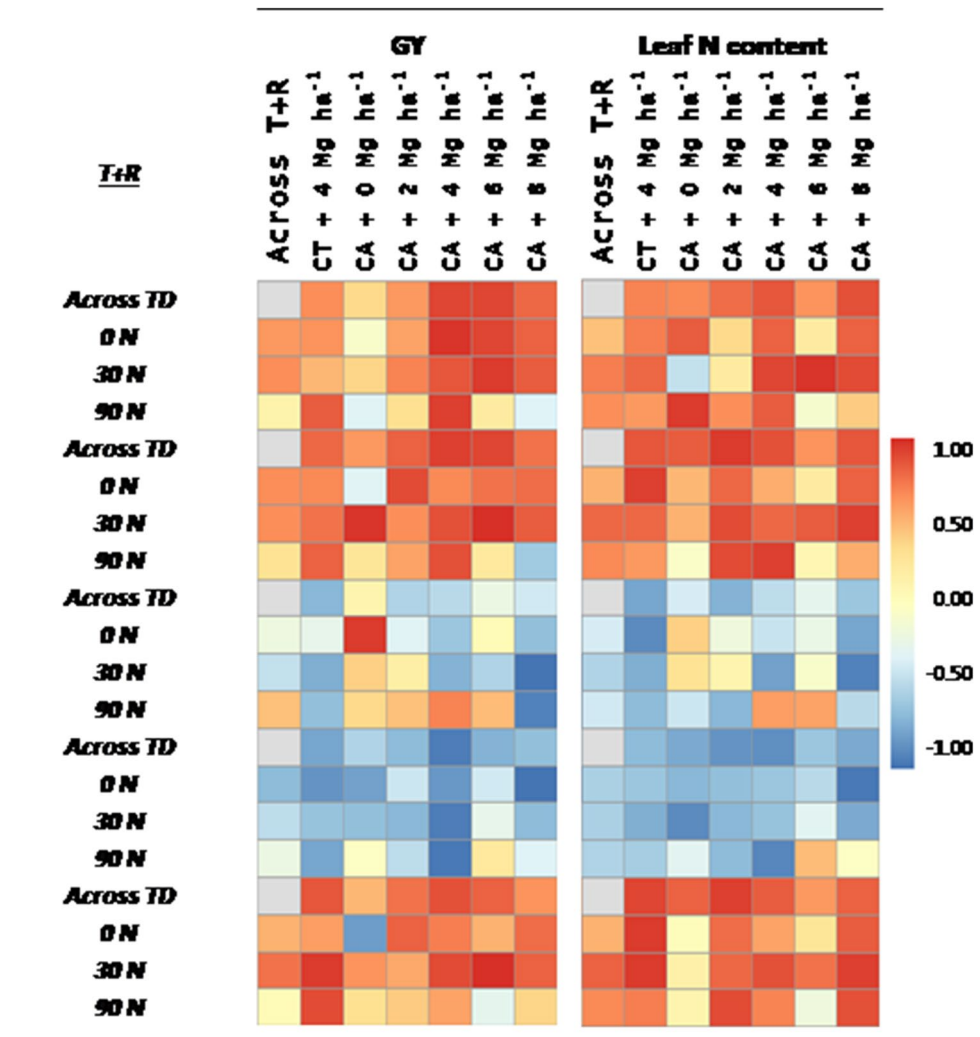 GY Leaf N content
T+R
Across T+R
CT + 4 Mg ha⁻¹
CA + 0 Mg ha⁻¹
CA + 2 Mg ha⁻¹
CA + 4 Mg ha⁻¹
CA + 6 Mg ha⁻¹
CA + 8 Mg ha⁻¹
Across T+R
CT + 4 Mg ha⁻¹
CA + 0 Mg ha⁻¹
CA + 2 Mg ha⁻¹
CA + 4 Mg ha⁻¹
CA + 6 Mg ha⁻¹
CA + 8 Mg ha⁻¹
Across TD
0 N
30 N
90 N
Across TD
0 N
30 N
90 N
Across TD
0 N
30 N
90 N
Across TD
0 N
30 N
90 N
Across TD
0 N
30 N
90 N
1.00
0.50
0.00
-0.50
-1.00